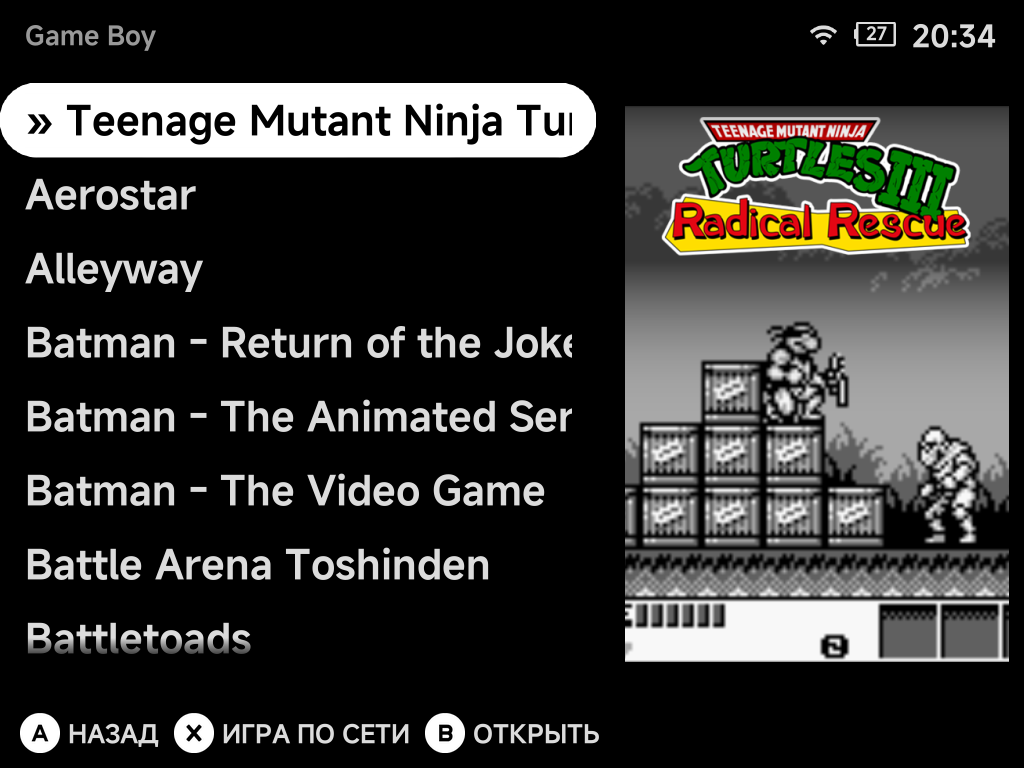 Game Boy
27 20:34
» Teenage Mutant Ninja Tur
Aerostar
Alleyway
Batman - Return of the Joke
Batman - The Animated Ser
Batman - The Video Game
Battle Arena Toshinden
Battletoads
TEENAGE MUTANT NINJA
TURTLES III
Radical Rescue
A НАЗАД X ИГРА ПО СЕТИ B ОТКРЫТЬ